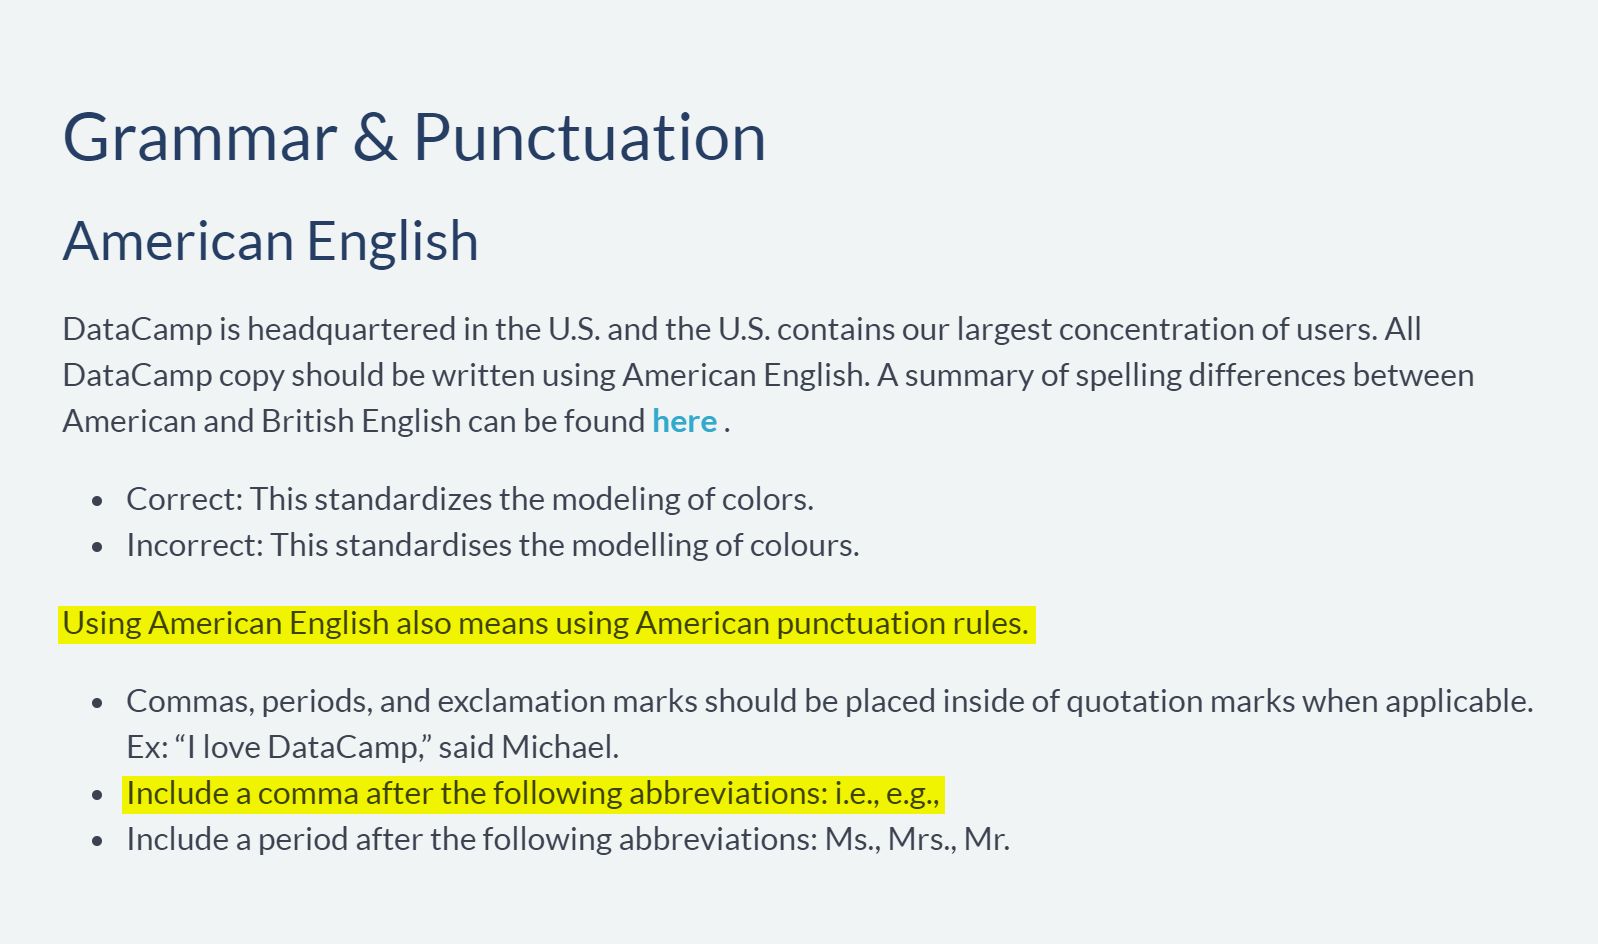 Grammar & Punctuation
American English
DataCamp is headquartered in the U.S. and the U.S. contains our largest concentration of users. All
DataCamp copy should be written using American English. A summary of spelling differences between
American and British English can be found here .
• Correct: This standardizes the modeling of colors.
• Incorrect: This standardises the modelling of colours.
Using American English also means using American punctuation rules.
• Commas, periods, and exclamation marks should be placed inside of quotation marks when applicable.
Ex: “I love DataCamp,” said Michael.
• Include a comma after the following abbreviations: i.e., e.g.,
• Include a period after the following abbreviations: Ms., Mrs., Mr.